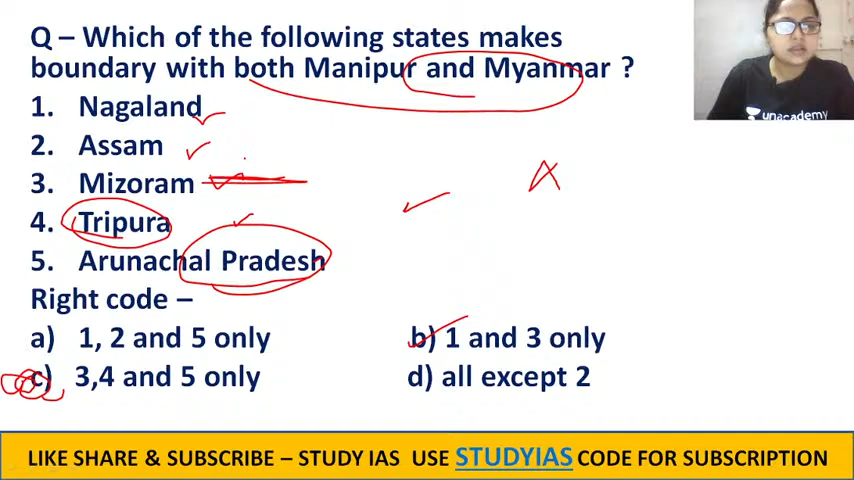 Q – Which of the following states makes
boundary with both Manipur and Myanmar ?
1. Nagaland
2. Assam
3. Mizoram
4. Tripura
5. Arunachal Pradesh
Right code –
a) 1, 2 and 5 only
b) 1 and 3 only
c) 3,4 and 5 only
d) all except 2
unacademy
LIKE SHARE & SUBSCRIBE – STUDY IAS USE STUDYIAS CODE FOR SUBSCRIPTION